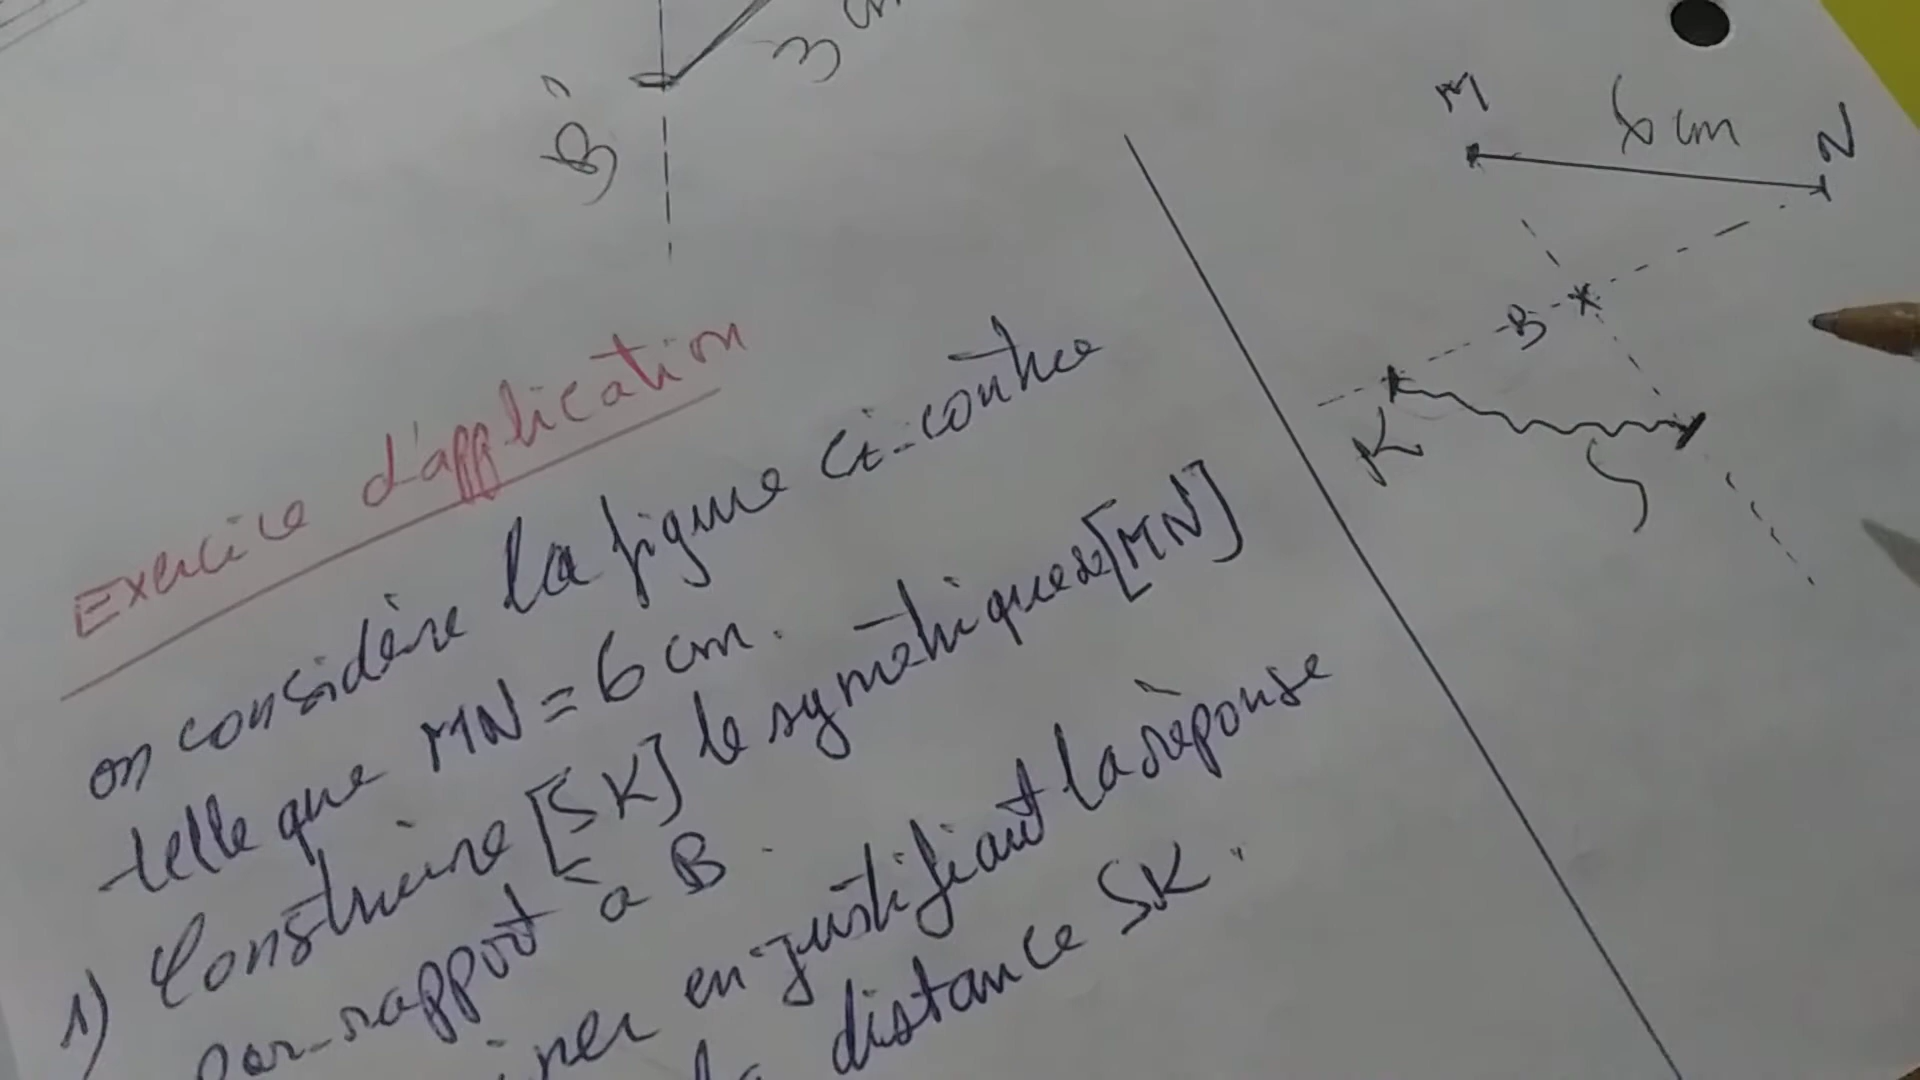 3 cm
B'
Exercice d'application
on considère la figure ci-contre
telle que MN = 6 cm.
1) Construire [SK] le symétrique de [MN]
par-rapport à B.
en justifiant la réponse
la distance SK.
M
6 cm
N
B
K
S